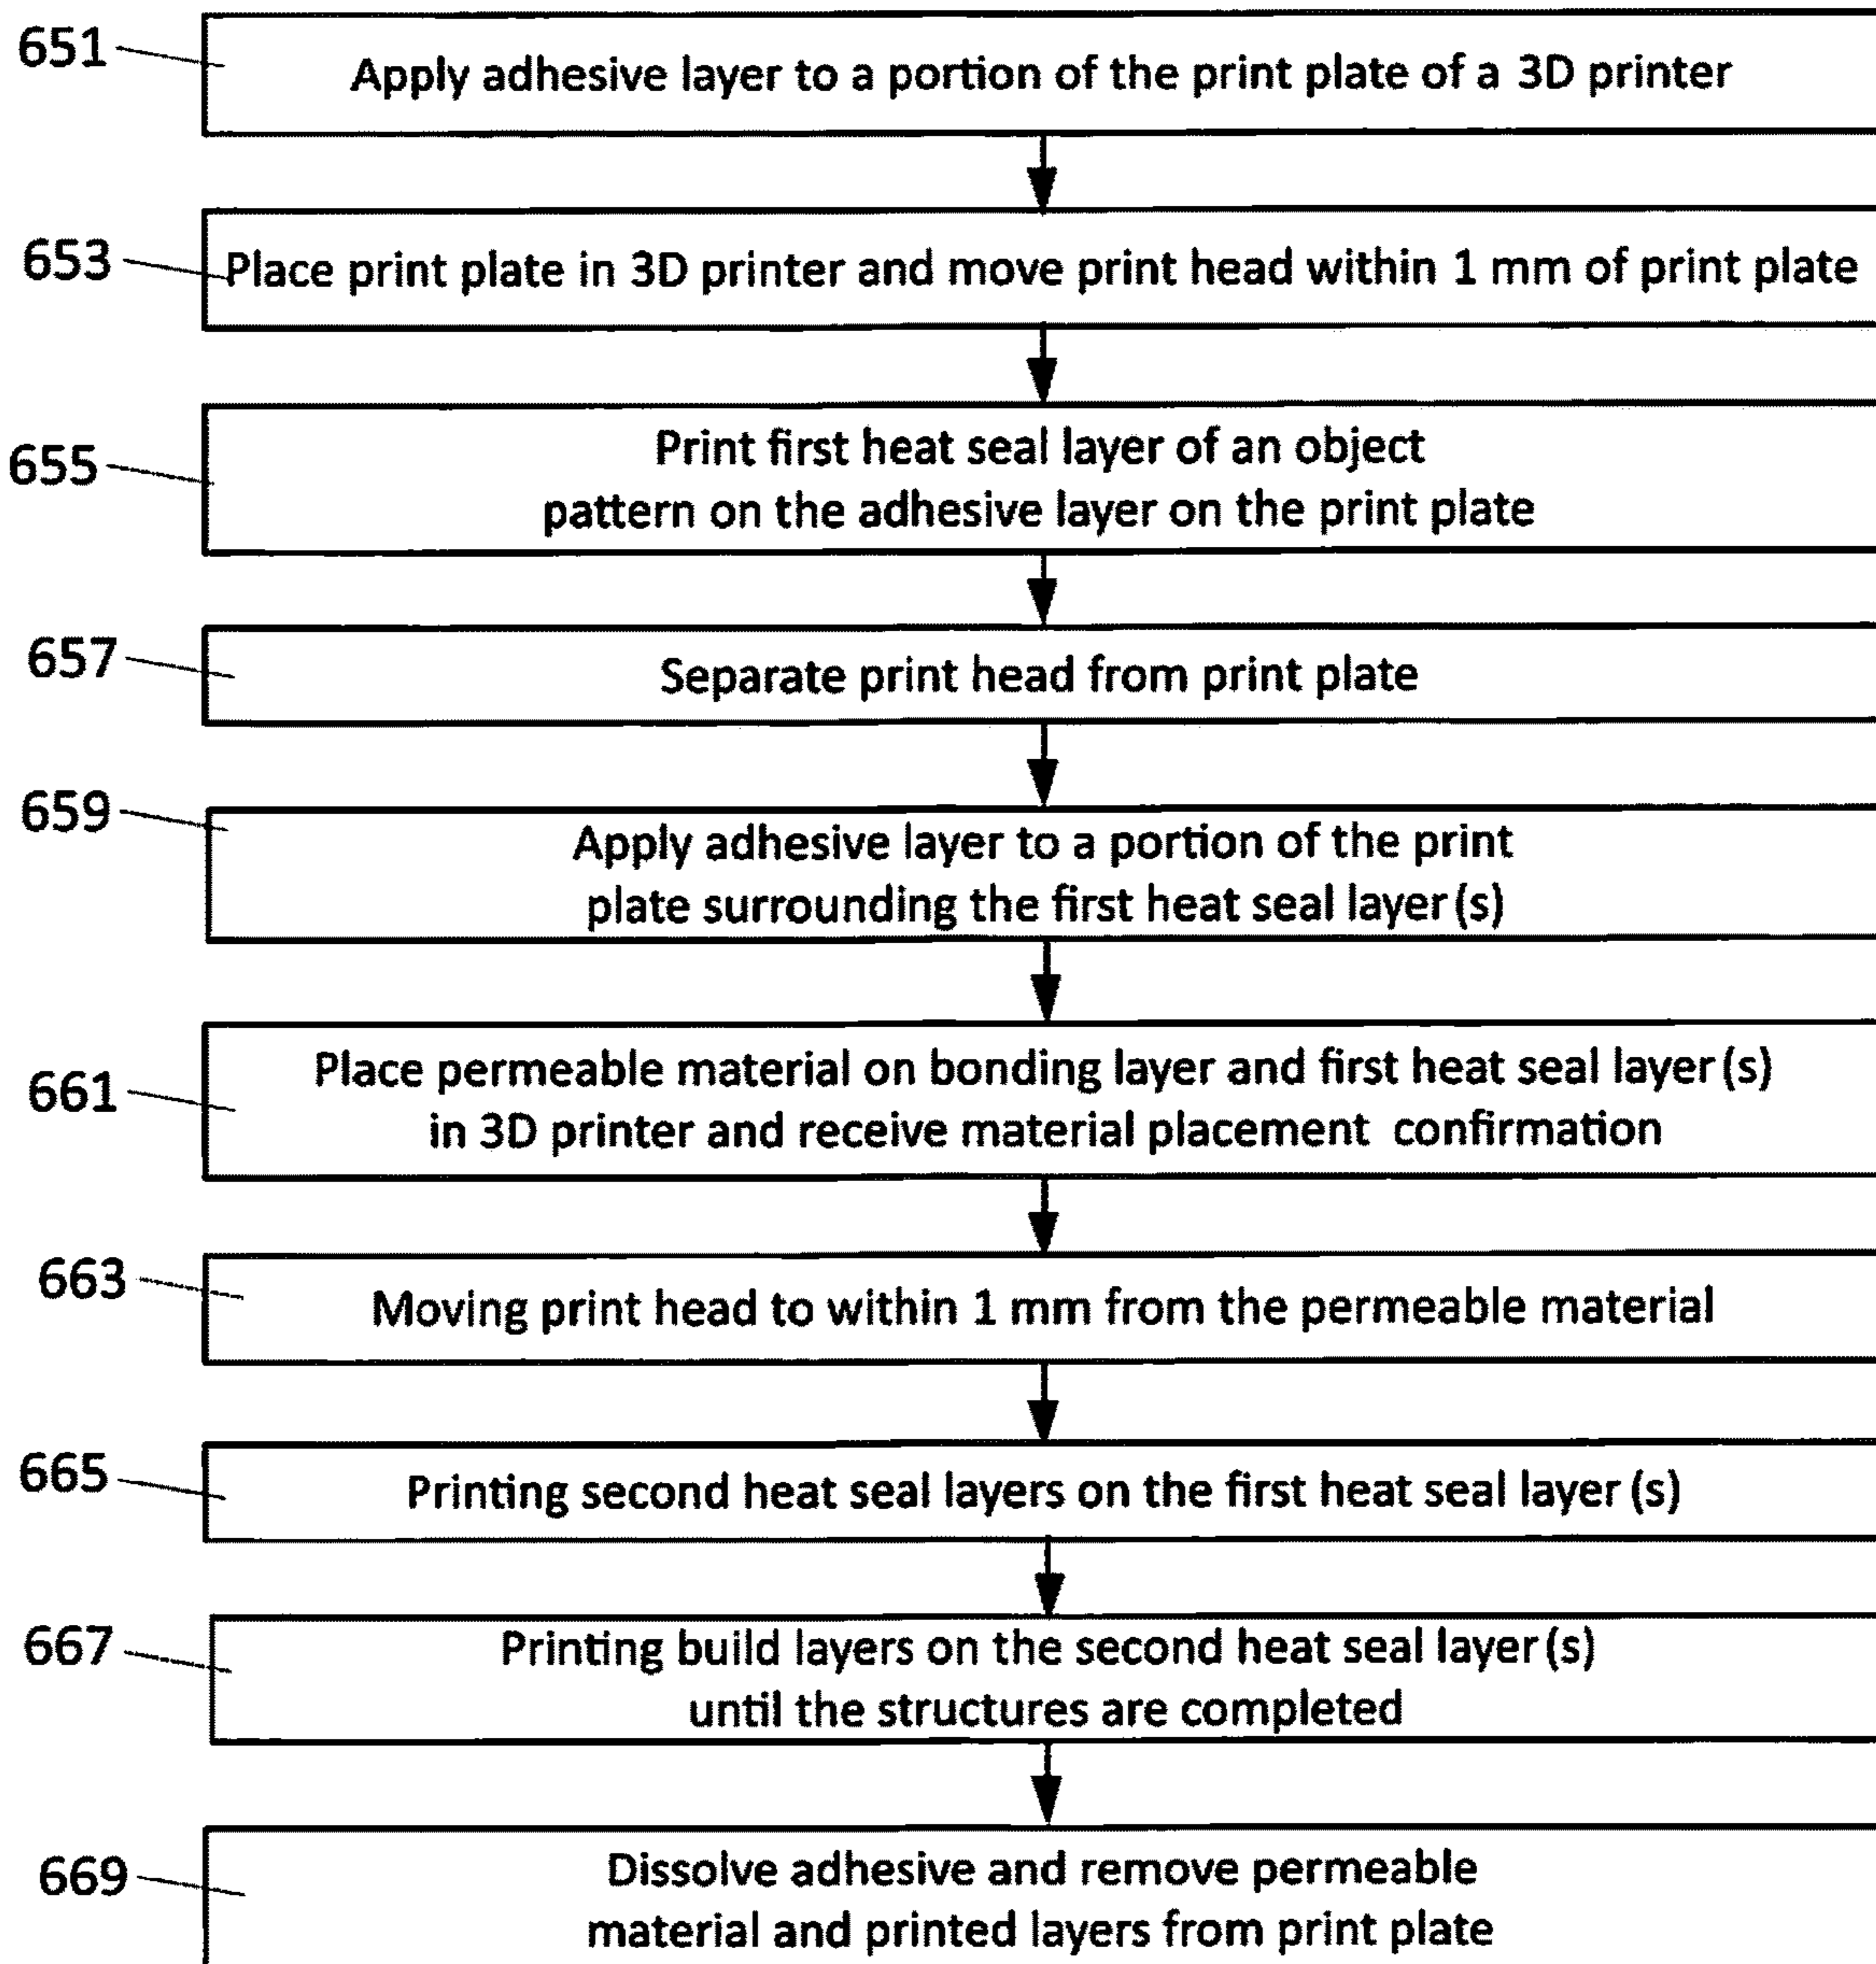 651
Apply adhesive layer to a portion of the print plate of a 3D printer
653
Place print plate in 3D printer and move print head within 1 mm of print plate
655
Print first heat seal layer of an object
pattern on the adhesive layer on the print plate
657
Separate print head from print plate
659
Apply adhesive layer to a portion of the print
plate surrounding the first heat seal layer (s)
661
Place permeable material on bonding layer and first heat seal layer (s)
in 3D printer and receive material placement confirmation
663
Moving print head to within 1 mm from the permeable material
665
Printing second heat seal layers on the first heat seal layer (s)
667
Printing build layers on the second heat seal layer (s)
until the structures are completed
669
Dissolve adhesive and remove permeable
material and printed layers from print plate